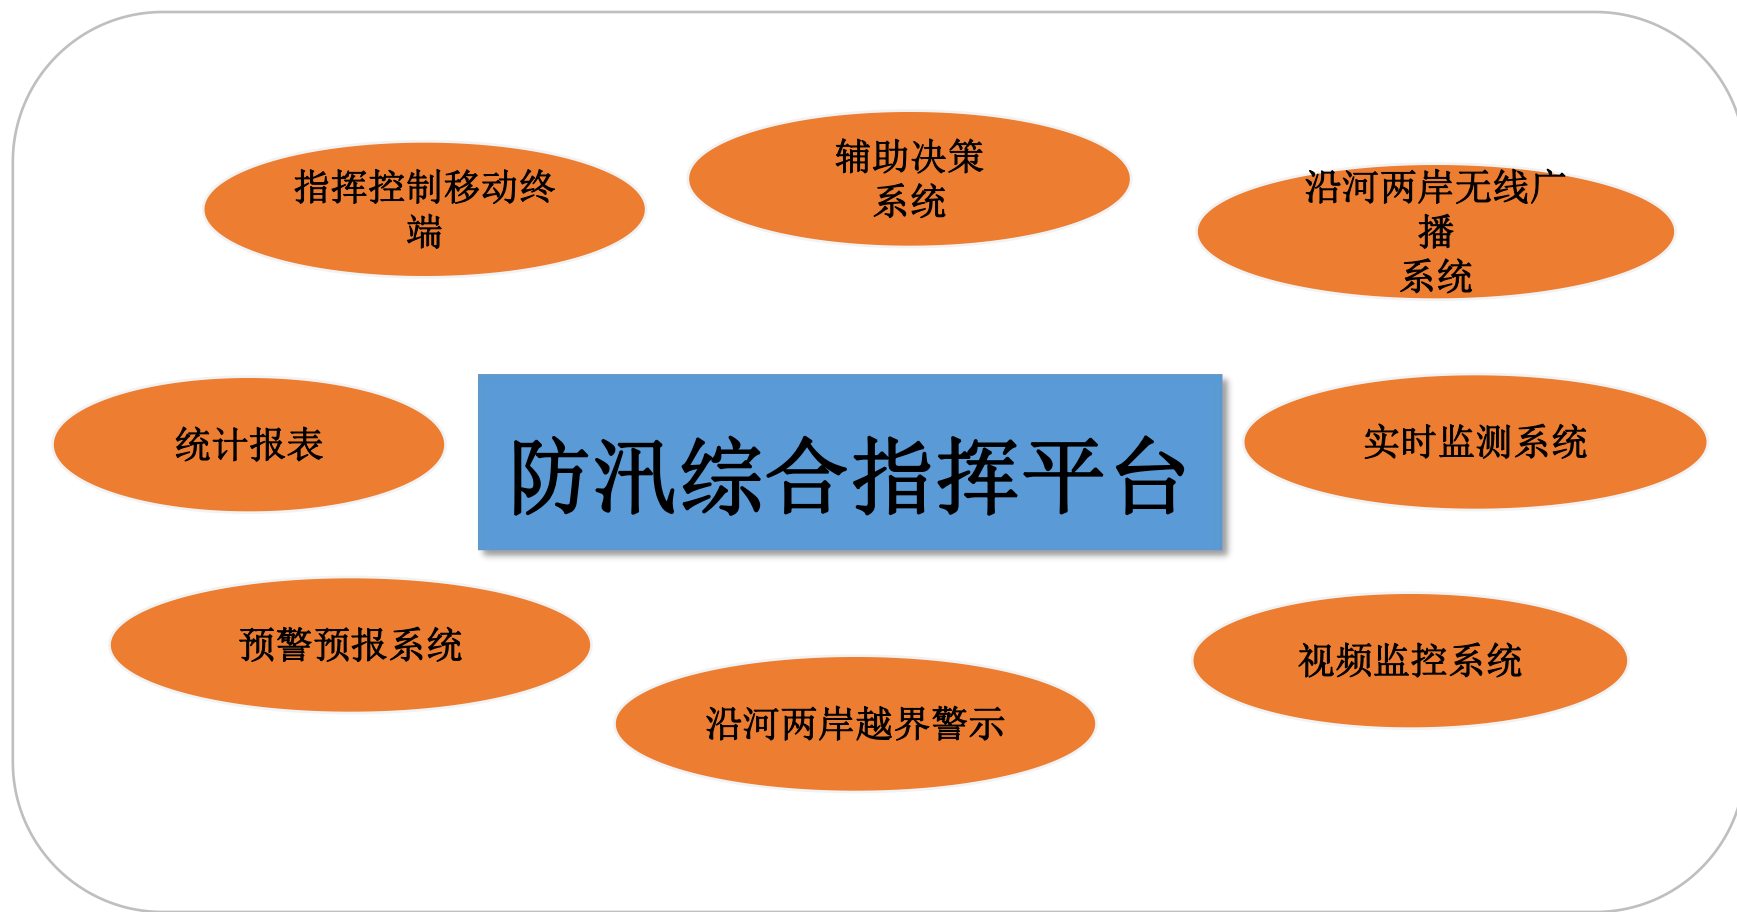 指挥控制移动终
端
辅助决策
系统
沿河两岸无线广
播
系统
统计报表
防汛综合指挥平台
实时监测系统
预警预报系统
沿河两岸越界警示
视频监控系统